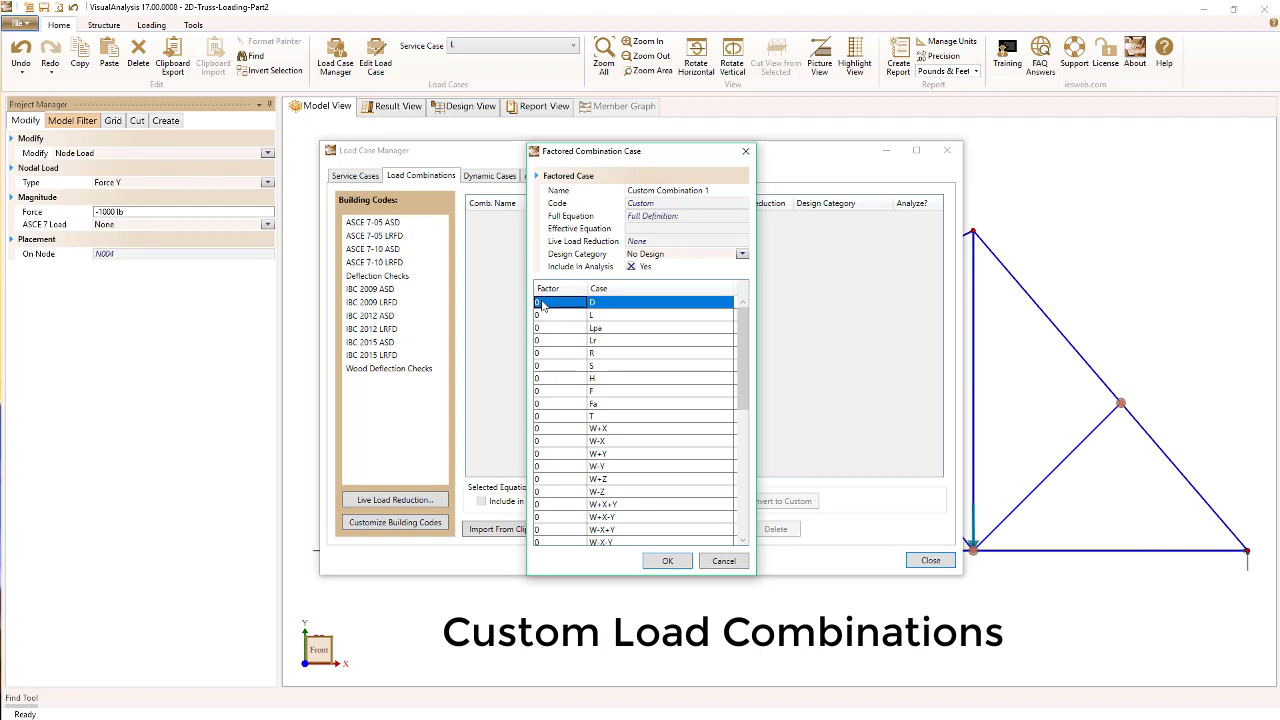 VisualAnalysis 17.00.0008 - 2D-Truss-Loading-Part2
File Home Structure Loading Tools
Undo Redo Copy Paste Delete Clipboard Export Clipboard Import
Format Painter
Find
Invert Selection
Edit
Load Case Manager Edit Load Case
Service Case L
Load Cases
Zoom All
Zoom In
Zoom Out
Zoom Area
Rotate Horizontal Rotate Vertical Cut View from Selected Picture View Highlight View
View
Create Report
Manage Units
Precision
Pounds & Feet
Report
Training FAQ Answers Support License About Help
iesweb.com
Project Manager
Modify Model Filter Grid Cut Create
Modify
Modify Node Load
Nodal Load
Type Force Y
Magnitude
Force -1000 lb
ASCE 7 Load None
Placement
On Node N004
Model View Result View Design View Report View Member Graph
Load Case Manager
Service Cases Load Combinations Dynamic Cases
Building Codes:
ASCE 7-05 ASD
ASCE 7-05 LRFD
ASCE 7-10 ASD
ASCE 7-10 LRFD
Deflection Checks
IBC 2009 ASD
IBC 2009 LRFD
IBC 2012 ASD
IBC 2012 LRFD
IBC 2015 ASD
IBC 2015 LRFD
Wood Deflection Checks
Live Load Reduction...
Customize Building Codes
Comb. Name
Design Category Analyze?
Include in
Delete
Close
Factored Combination Case
Factored Case
Name Custom Combination 1
Code Custom
Full Equation Full Definition:
Effective Equation
Live Load Reduction None
Design Category No Design
Include In Analysis Yes
Factor Case
0 D
0 L
0 Lpa
0 Lr
0 R
0 S
0 H
0 F
0 Fa
0 T
0 W+X
0 W-X
0 W+Y
0 W-Y
0 W+Z
0 W-Z
0 W+X+Y
0 W+X-Y
0 W-X+Y
0 W-X-Y
OK Cancel
Front
Y
X
Custom Load Combinations
Find Tool
Ready